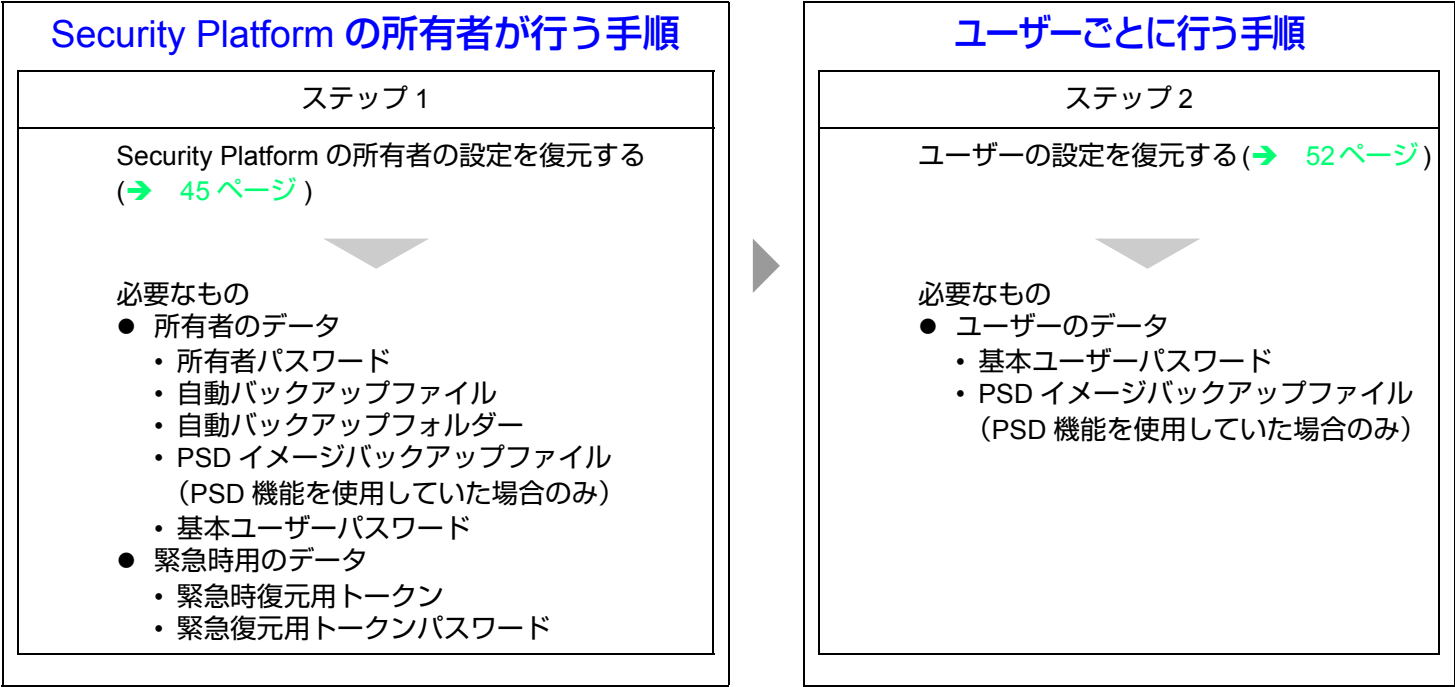 Security Platform の所有者が行う手順
ステップ 1
Security Platform の所有者の設定を復元する
(➔ 45 ページ )
必要なもの
● 所有者のデータ
・所有者パスワード
・自動バックアップファイル
・自動バックアップフォルダー
・PSD イメージバックアップファイル
（PSD 機能を使用していた場合のみ）
・基本ユーザーパスワード
● 緊急時用のデータ
・緊急時復元用トークン
・緊急復元用トークンパスワード
ユーザーごとに行う手順
ステップ 2
ユーザーの設定を復元する (➔ 52 ページ )
必要なもの
● ユーザーのデータ
・基本ユーザーパスワード
・PSD イメージバックアップファイル
（PSD 機能を使用していた場合のみ）